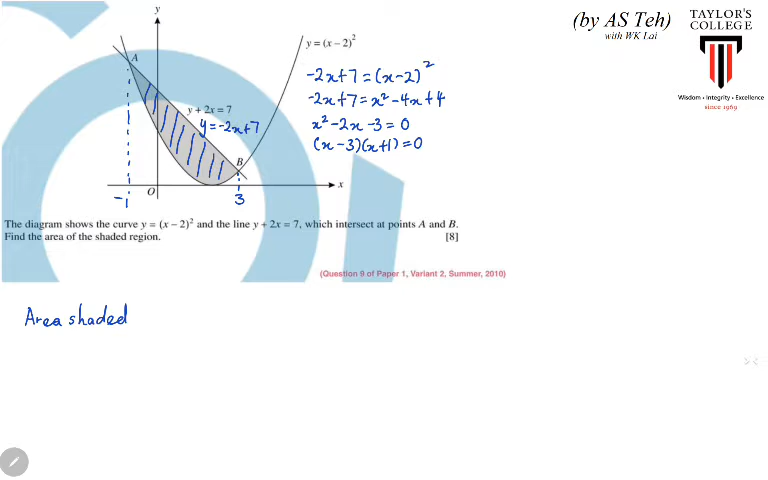 (by AS Teh)
with WK Lai
TAYLOR'S
COLLEGE
Wisdom • Integrity • Excellence
since 1969
y
y = (x − 2)²
A
y + 2x = 7
y = -2x+7
B
O
x
-1
3
-2x+7 = (x-2)²
-2x+7 = x² - 4x + 4
x² - 2x - 3 = 0
(x - 3)(x+1) = 0
The diagram shows the curve y = (x − 2)² and the line y + 2x = 7, which intersect at points A and B.
Find the area of the shaded region. [8]
(Question 9 of Paper 1, Variant 2, Summer, 2010)
Area shaded